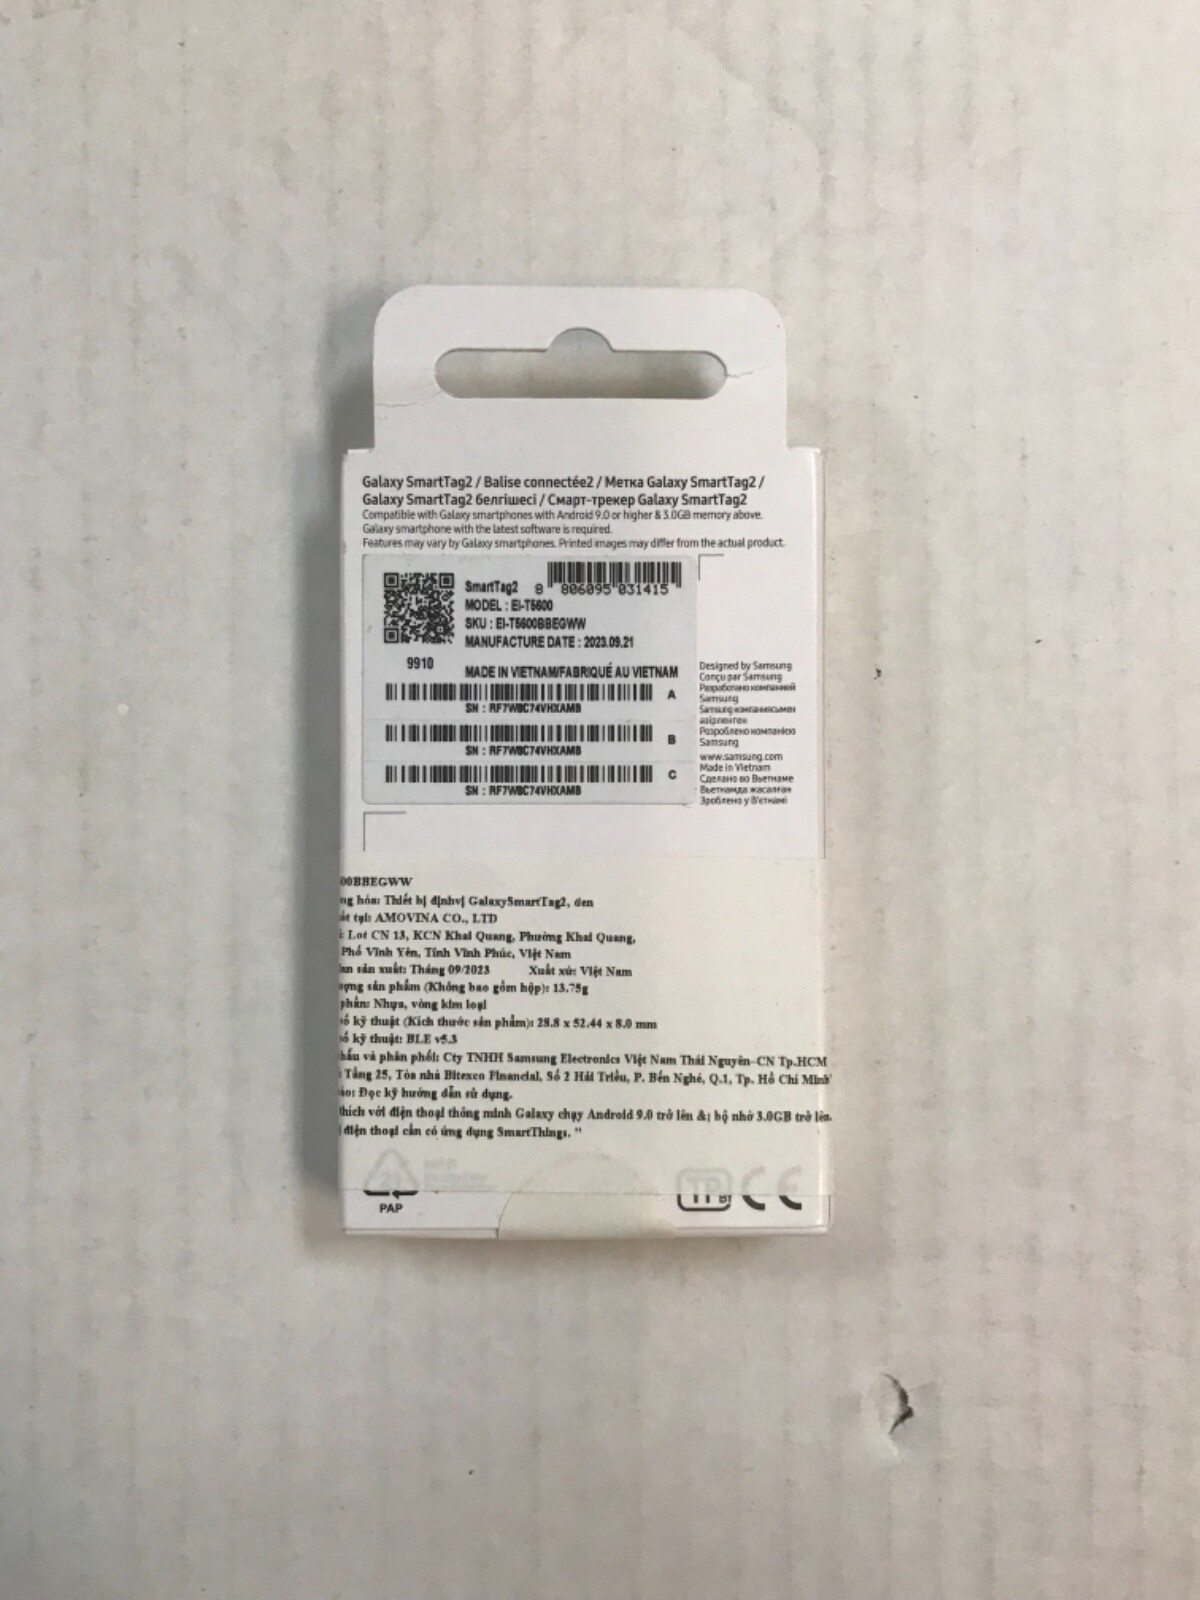 Galaxy SmartTag2 / Balise connectée2 / Метка Galaxy SmartTag2 /
Galaxy SmartTag2 белгішесі / Смарт-трекер Galaxy SmartTag2
Compatible with Galaxy smartphones with Android 9.0 or higher & 3.0GB memory above.
Galaxy smartphone with the latest software is required.
Features may vary by Galaxy smartphones. Printed images may differ from the actual product.
SmartTag2
8 806095 031415
MODEL : EI-T5600
SKU : EI-T5600BBEGWW
MANUFACTURE DATE : 2023.09.21
9910
MADE IN VIETNAM/FABRIQUÉ AU VIETNAM
A
SN : RF7WBC74VHXAMB
B
SN : RF7WBC74VHXAMB
C
SN : RF7WBC74VHXAMB
Designed by Samsung
Conçu par Samsung
Разработано компанией
Samsung
Samsung компаниясымен
әзірленген
Розроблено компанією
Samsung
www.samsung.com
Made in Vietnam
Сделано во Вьетнаме
Вьетнамда жасалған
Зроблено у В'єтнамі
00BBEGWW
ng hóa: Thiết bị địnhvị GalaxySmartTag2, đen
ất tại: AMOVINA CO., LTD
: Lot CN 13, KCN Khai Quang, Phường Khai Quang,
Phố Vĩnh Yên, Tỉnh Vĩnh Phúc, Việt Nam
an sản xuất: Tháng 09/2023 Xuất xứ: Việt Nam
ượng sản phẩm (Không bao gồm hộp): 13.75g
phần: Nhựa, vòng kim loại
số kỹ thuật (Kích thước sản phẩm): 28.8 x 52.44 x 8.0 mm
số kỹ thuật: BLE v5.3
hẩu và phân phối: Cty TNHH Samsung Electronics Việt Nam Thái Nguyên-CN Tp.HCM
: Tầng 25, Tòa nhà Bitexco Financial, Số 2 Hải Triều, P. Bến Nghé, Q.1, Tp. Hồ Chí Minh
áo: Đọc kỹ hướng dẫn sử dụng.
thích với điện thoại thông minh Galaxy chạy Android 9.0 trở lên &; bộ nhớ 3.0GB trở lên.
điện thoại cần có ứng dụng SmartThings. "
PAP
CE